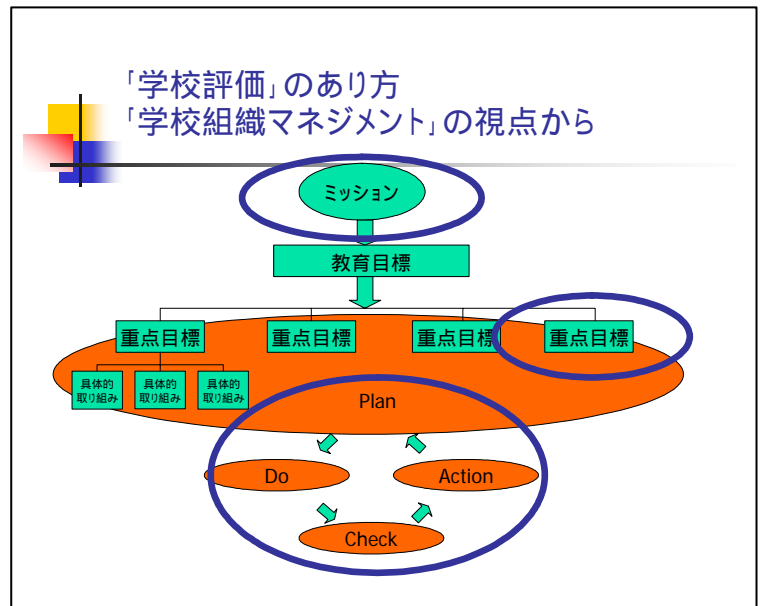 「学校評価」のあり方
「学校組織マネジメント」の視点から
ミッション
教育目標
重点目標
重点目標
重点目標
重点目標
具体的
取り組み
具体的
取り組み
具体的
取り組み
Plan
Do
Action
Check